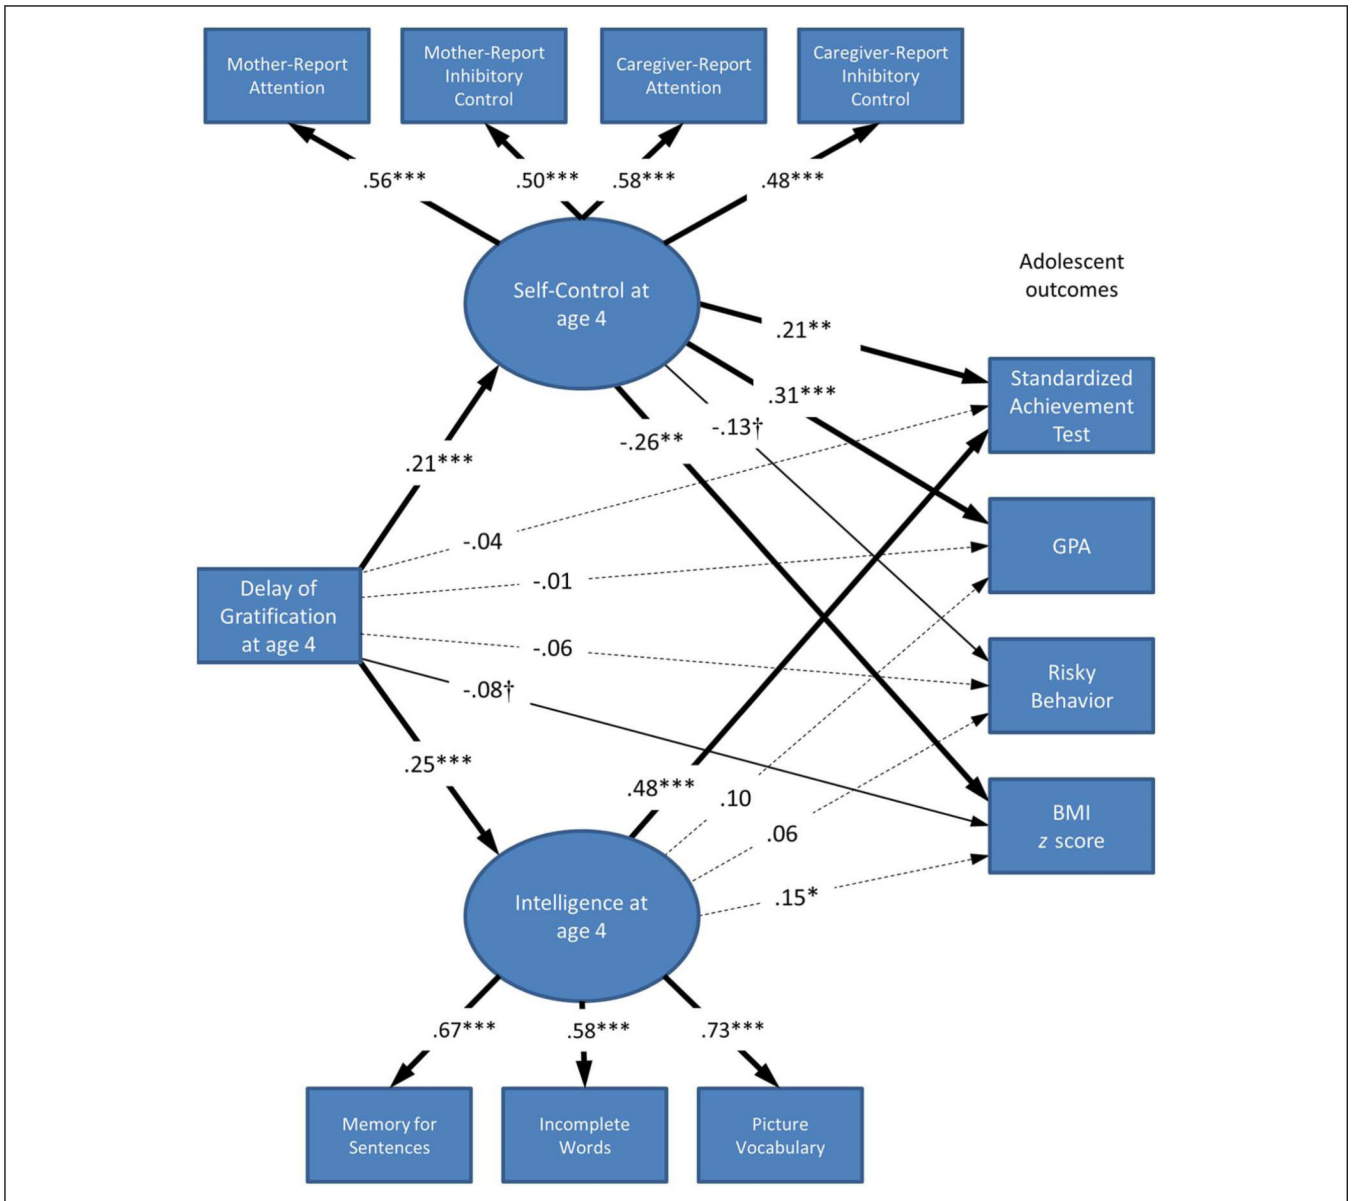 Mother-Report
Attention
Mother-Report
Inhibitory
Control
Caregiver-Report
Attention
Caregiver-Report
Inhibitory
Control
.56***
.50***
.58***
.48***
Self-Control at
age 4
Adolescent
outcomes
.21**
.31***
-.13†
-.26**
Standardized
Achievement
Test
.21***
-.04
-.01
-.06
-.08†
GPA
Delay of
Gratification
at age 4
Risky
Behavior
.25***
.48***
.10
.06
.15*
BMI
z score
Intelligence at
age 4
.67***
.58***
.73***
Memory for
Sentences
Incomplete
Words
Picture
Vocabulary